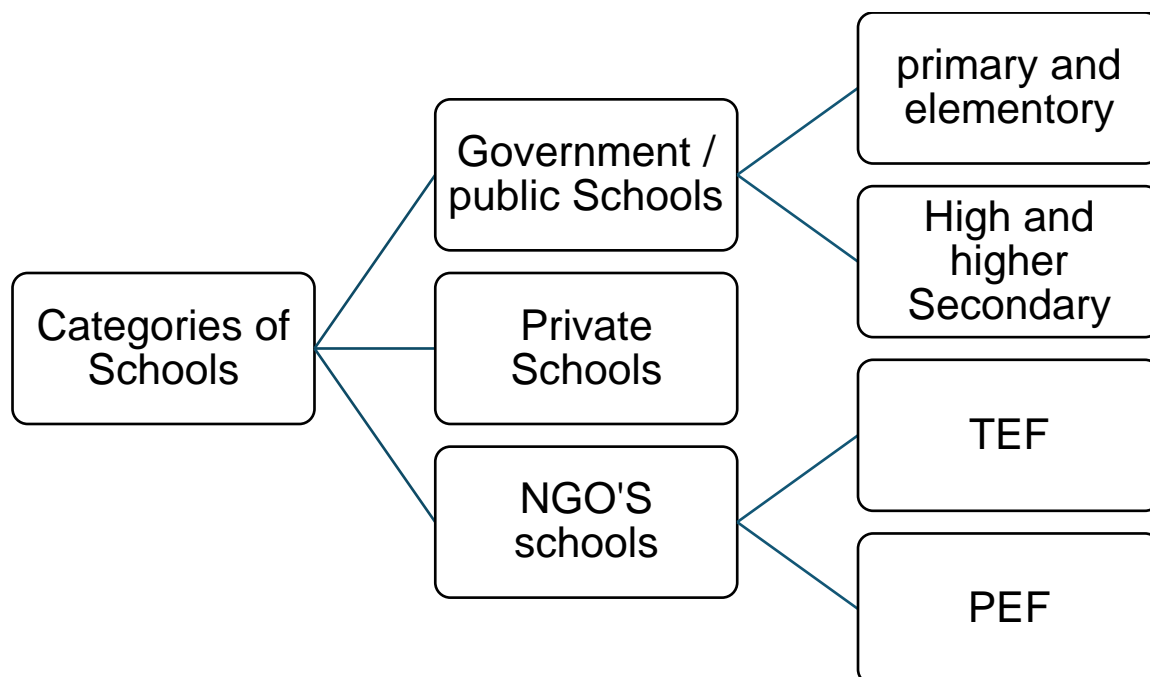 Categories of
Schools
Government /
public Schools
primary and
elementory
High and
higher
Secondary
Private
Schools
NGO'S
schools
TEF
PEF